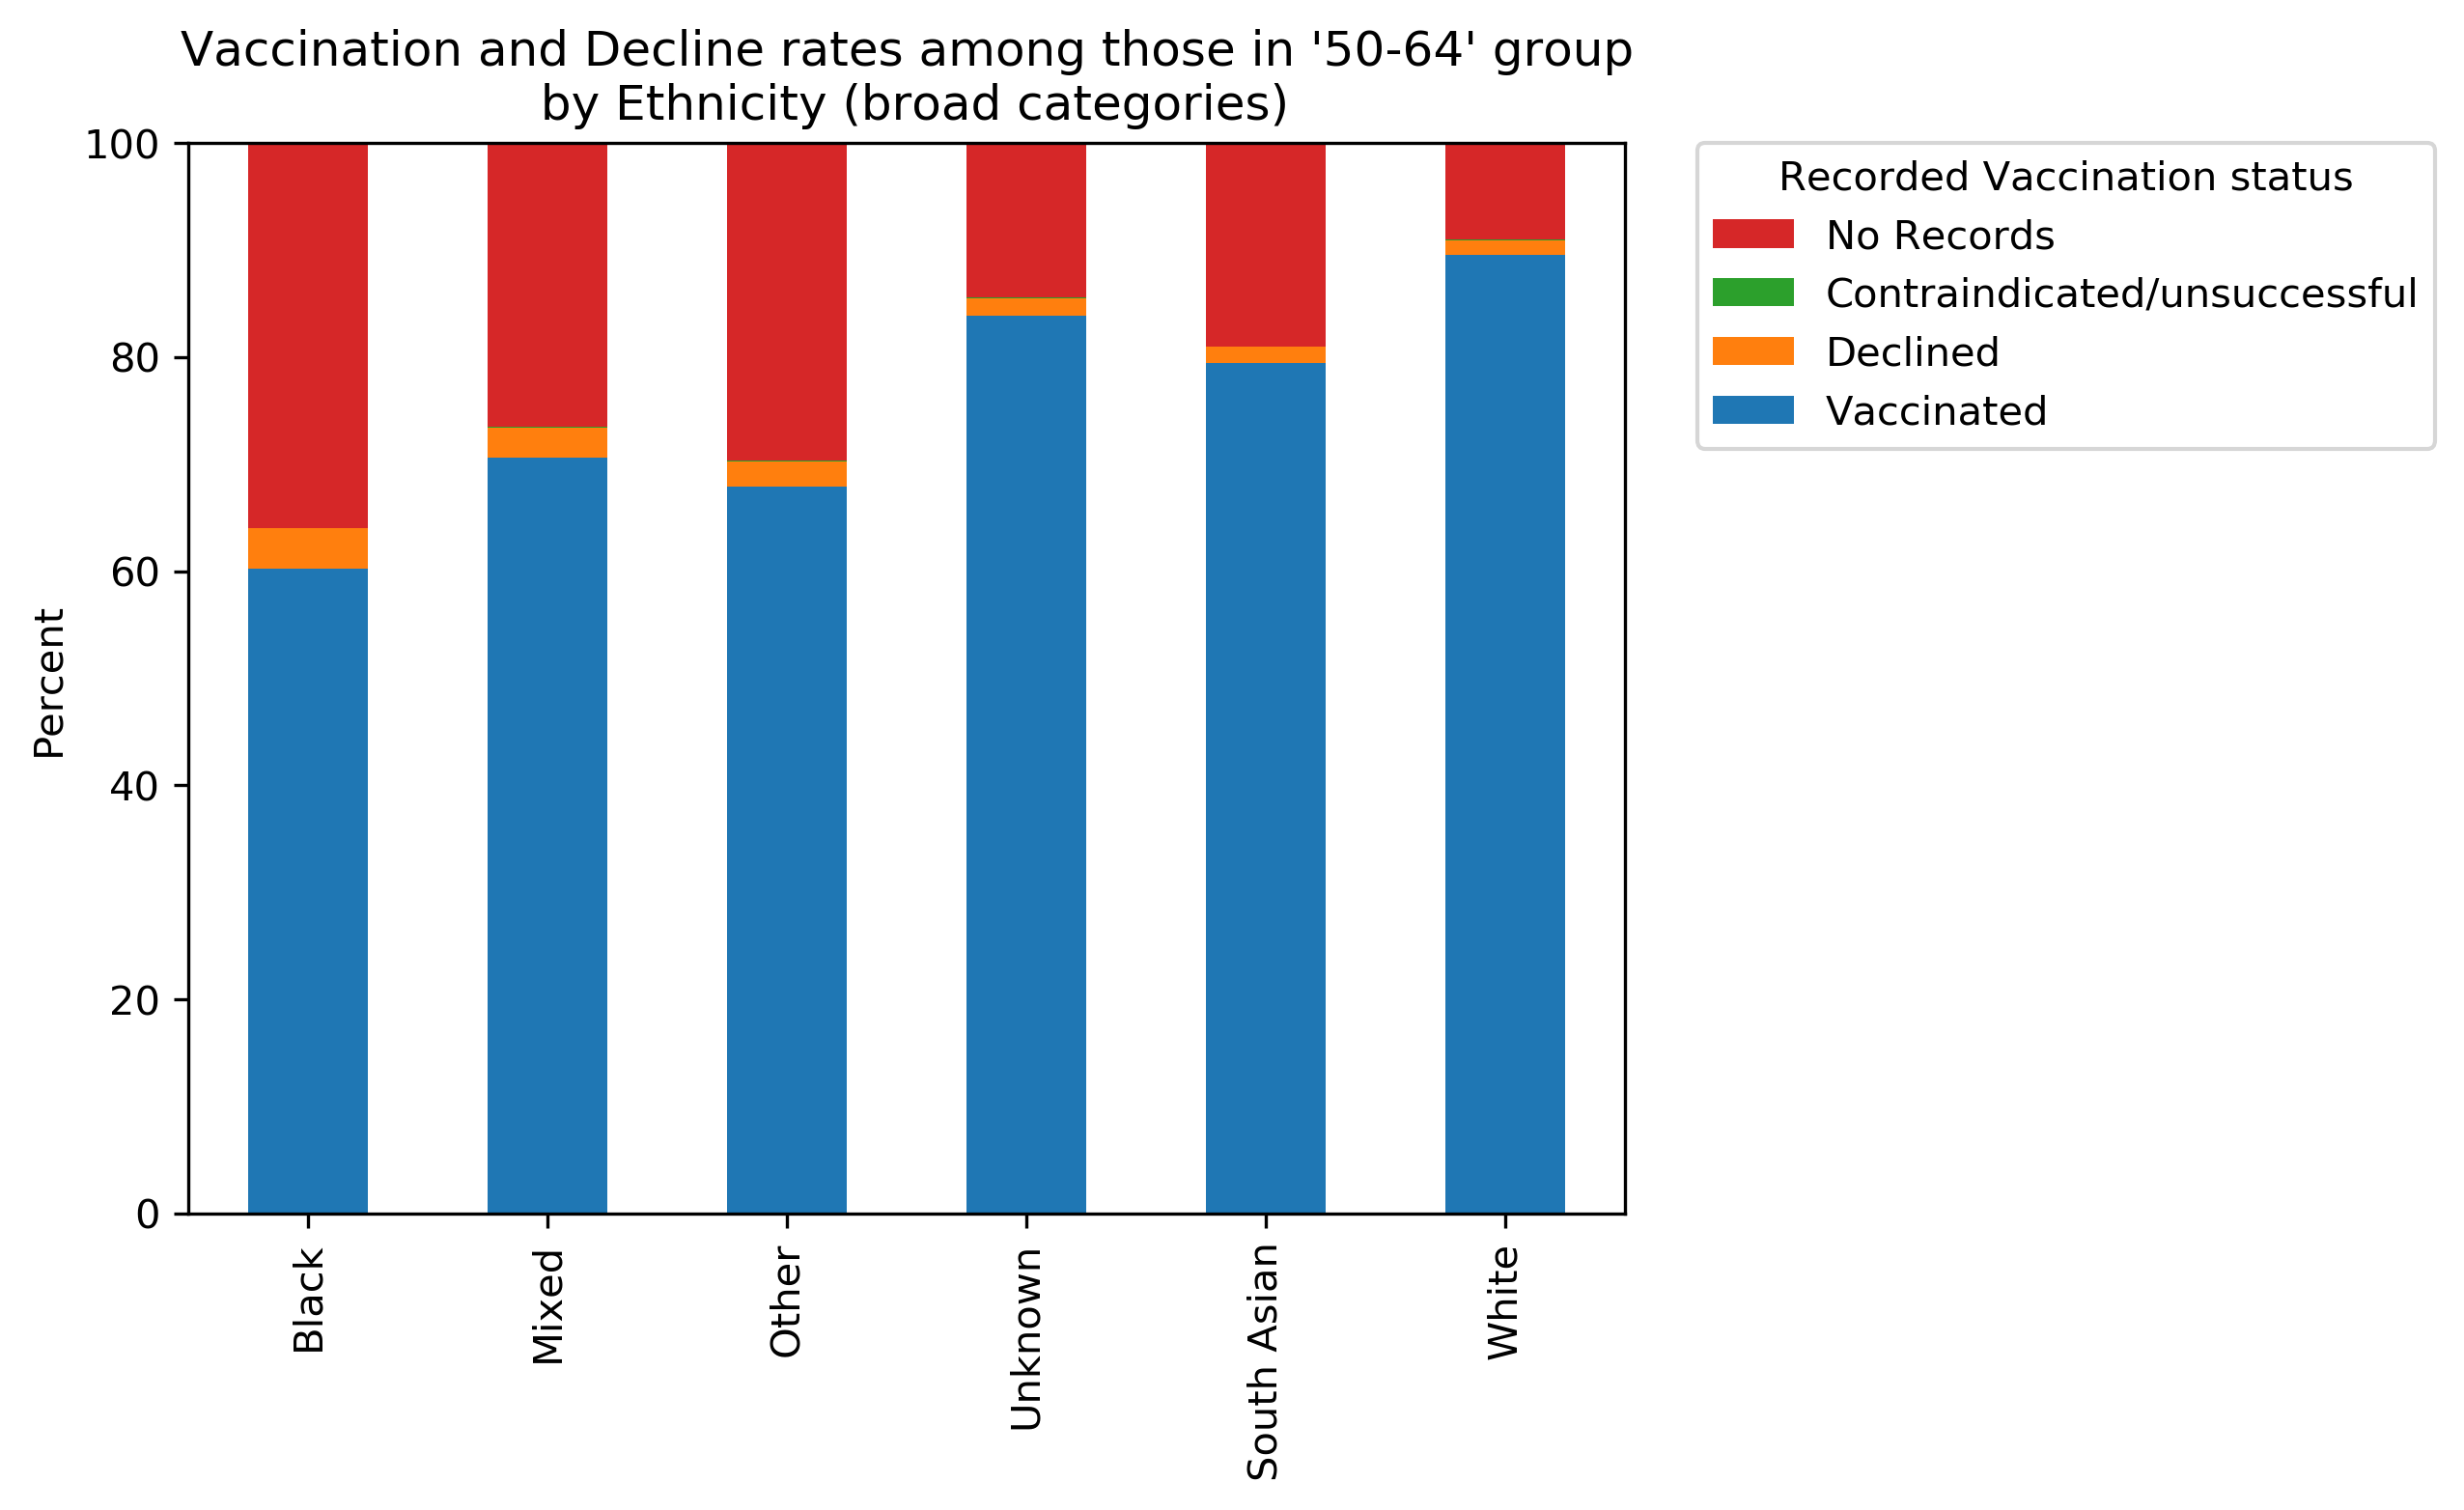 Vaccination and Decline rates among those in '50-64' group
by Ethnicity (broad categories)
100
80
60
40
20
0
Percent
Black
Mixed
Other
Unknown
South Asian
White
Recorded Vaccination status
No Records
Contraindicated/unsuccessful
Declined
Vaccinated